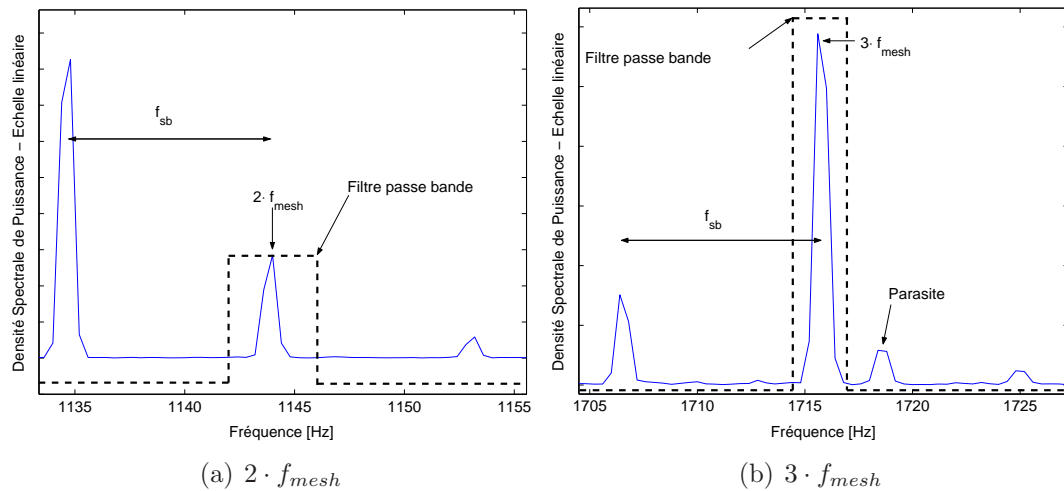 Densité Spectrale de Puissance – Echelle linéaire
f_sb
2· f_mesh
Filtre passe bande
1135
1140
1145
1150
1155
Fréquence [Hz]
(a) 2 · f_mesh
Densité Spectrale de Puissance – Echelle linéaire
Filtre passe bande
3· f_mesh
f_sb
Parasite
1705
1710
1715
1720
1725
Fréquence [Hz]
(b) 3 · f_mesh